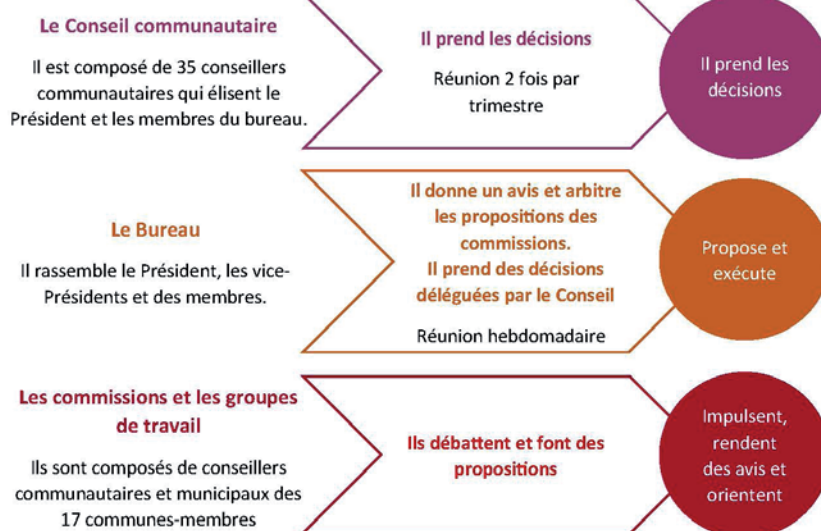 Le Conseil communautaire
Il est composé de 35 conseillers
communautaires qui élisent le
Président et les membres du bureau.
Il prend les décisions
Réunion 2 fois par
trimestre
Il prend les
décisions
Le Bureau
Il rassemble le Président, les vice-
Présidents et des membres.
Il donne un avis et arbitre
les propositions des
commissions.
Il prend des décisions
déléguées par le Conseil
Réunion hebdomadaire
Propose et
exécute
Les commissions et les groupes
de travail
Ils sont composés de conseillers
communautaires et municipaux des
17 communes-membres
Ils débattent et font des
propositions
Impulsent,
rendent
des avis et
orientent